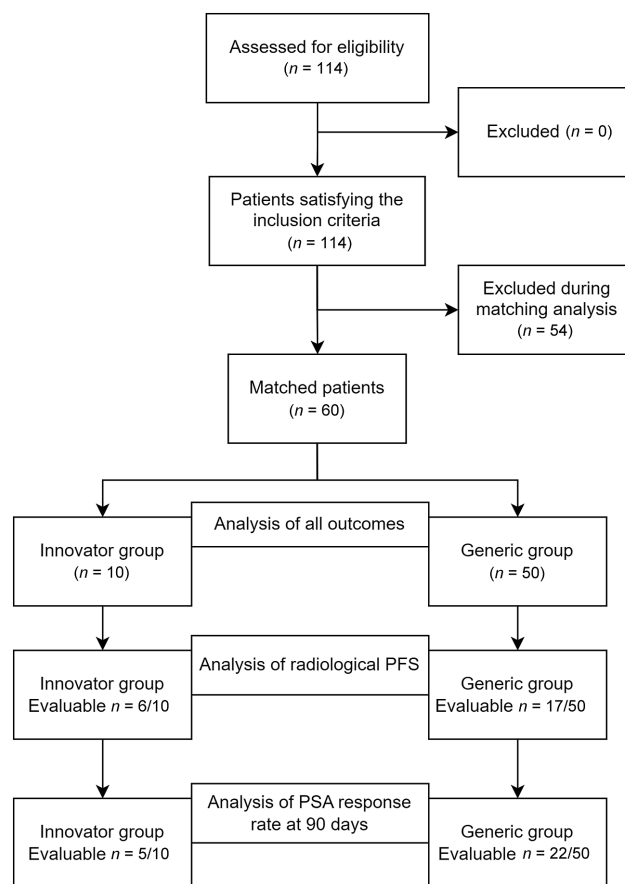 Assessed for eligibility
(n = 114)
Excluded (n = 0)
Patients satisfying the
inclusion criteria
(n = 114)
Excluded during
matching analysis
(n = 54)
Matched patients
(n = 60)
Analysis of all outcomes
Innovator group
(n = 10)
Generic group
(n = 50)
Analysis of radiological PFS
Innovator group
Evaluable n = 6/10
Generic group
Evaluable n = 17/50
Analysis of PSA response
rate at 90 days
Innovator group
Evaluable n = 5/10
Generic group
Evaluable n = 22/50